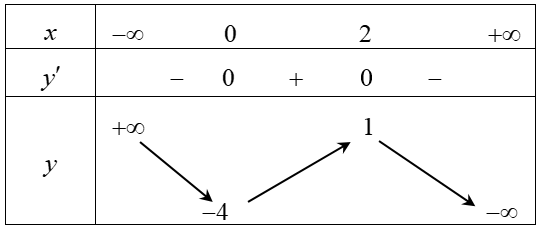 x –∞ 0 2 +∞
y′ – 0 + 0 –
+∞ 1
y
–4 –∞